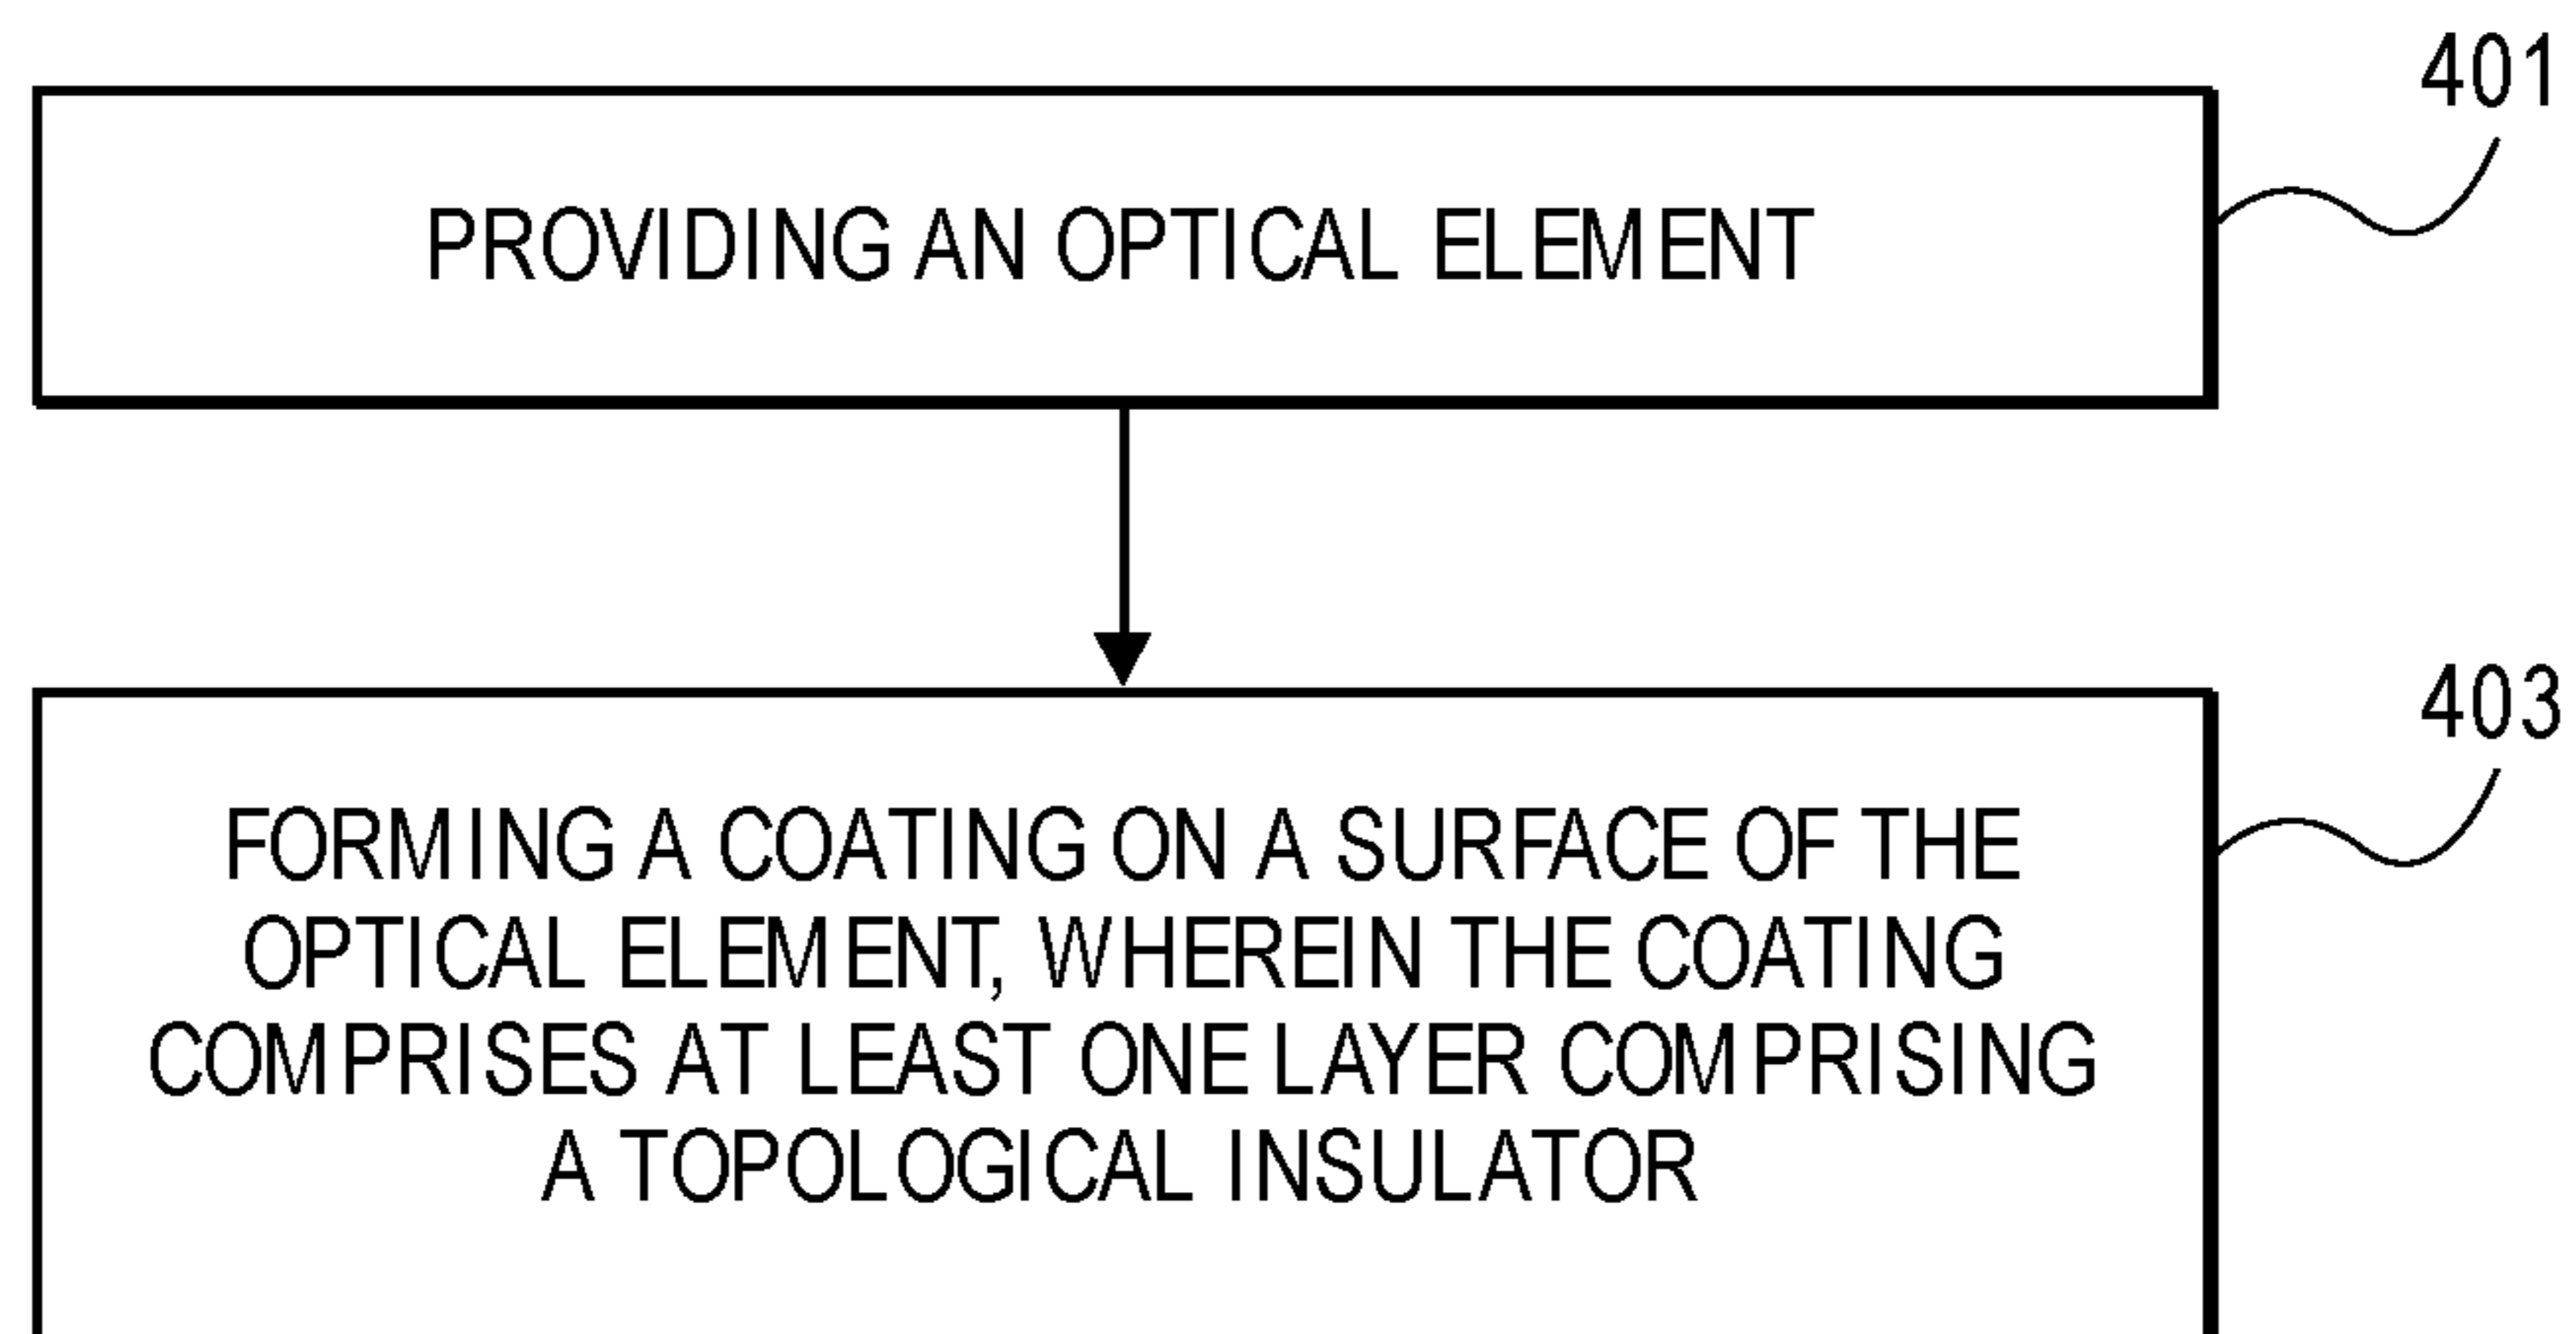 401
PROVIDING AN OPTICAL ELEMENT
403
FORMING A COATING ON A SURFACE OF THE
OPTICAL ELEMENT, WHEREIN THE COATING
COMPRISES AT LEAST ONE LAYER COMPRISING
A TOPOLOGICAL INSULATOR